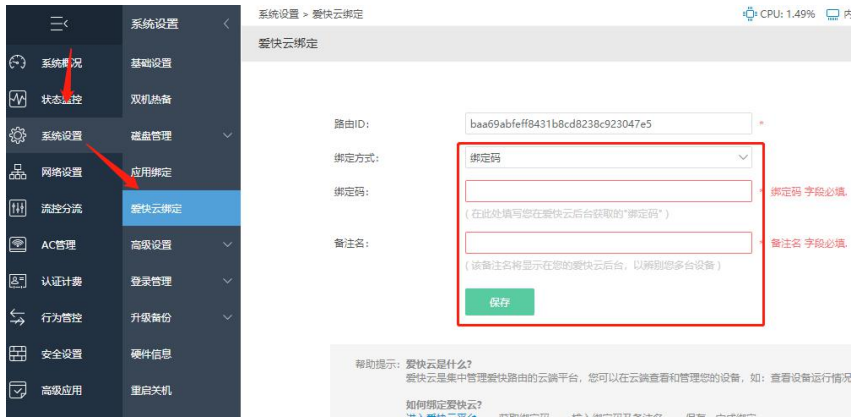 系统设置
系统设置 > 爱快云绑定
CPU: 1.49%
内
爱快云绑定
系统概况
状态监控
系统设置
网络设置
流控分流
AC管理
认证计费
行为管控
安全设置
高级应用
基础设置
双机热备
磁盘管理
应用绑定
爱快云绑定
高级设置
登录管理
升级备份
硬件信息
重启关机
路由ID: baa69abfeff8431b8cd8238c923047e5 *
绑定方式: 绑定码
绑定码: * 绑定码 字段必填.
( 在此处填写您在爱快云后台获取的"绑定码" )
备注名: * 备注名 字段必填.
( 该备注名将显示在您的爱快云后台，以辨别您多台设备 )
保存
帮助提示: 爱快云是什么?
爱快云是集中管理爱快路由的云端平台，您可以在云端查看和管理您的设备，如：查看设备运行情况
如何绑定爱快云?